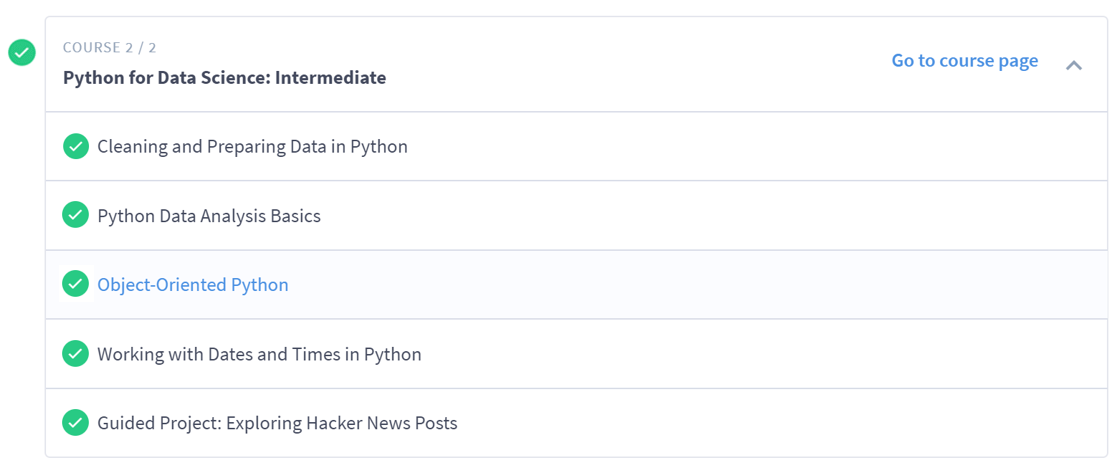 COURSE 2 / 2
Python for Data Science: Intermediate
Go to course page
Cleaning and Preparing Data in Python
Python Data Analysis Basics
Object-Oriented Python
Working with Dates and Times in Python
Guided Project: Exploring Hacker News Posts